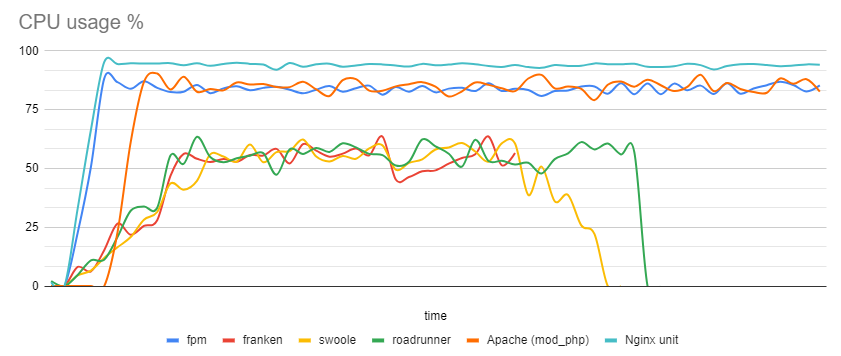 CPU usage %
100
75
50
25
0
time
fpm franken swoole roadrunner Apache (mod_php) Nginx unit